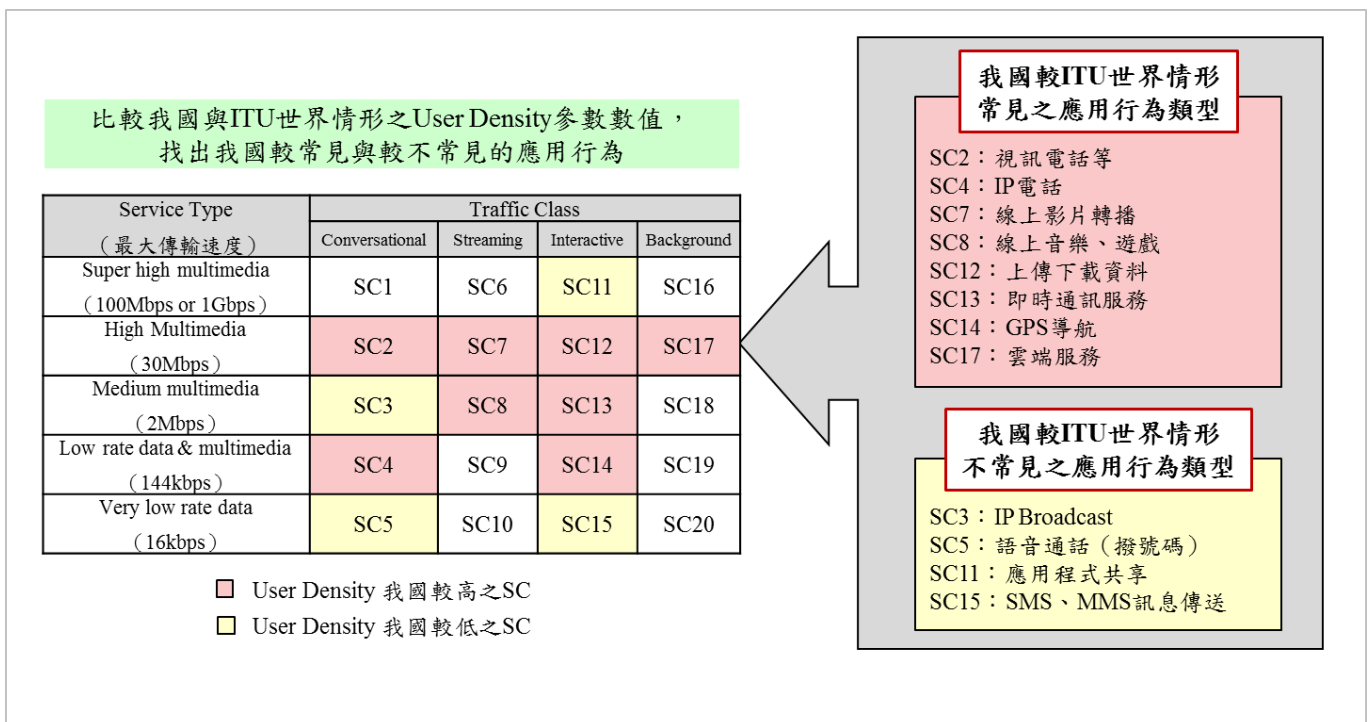 比較我國與ITU世界情形之User Density參數數值，
找出我國較常見與較不常見的應用行為
Service Type
（最大傳輸速度）
Traffic Class
Conversational Streaming Interactive Background
Super high multimedia
（100Mbps or 1Gbps）
SC1 SC6 SC11 SC16
High Multimedia
（30Mbps）
SC2 SC7 SC12 SC17
Medium multimedia
（2Mbps）
SC3 SC8 SC13 SC18
Low rate data & multimedia
（144kbps）
SC4 SC9 SC14 SC19
Very low rate data
（16kbps）
SC5 SC10 SC15 SC20
User Density 我國較高之SC
User Density 我國較低之SC
我國較ITU世界情形
常見之應用行為類型
SC2：視訊電話等
SC4：IP電話
SC7：線上影片轉播
SC8：線上音樂、遊戲
SC12：上傳下載資料
SC13：即時通訊服務
SC14：GPS導航
SC17：雲端服務
我國較ITU世界情形
不常見之應用行為類型
SC3：IP Broadcast
SC5：語音通話（撥號碼）
SC11：應用程式共享
SC15：SMS、MMS訊息傳送